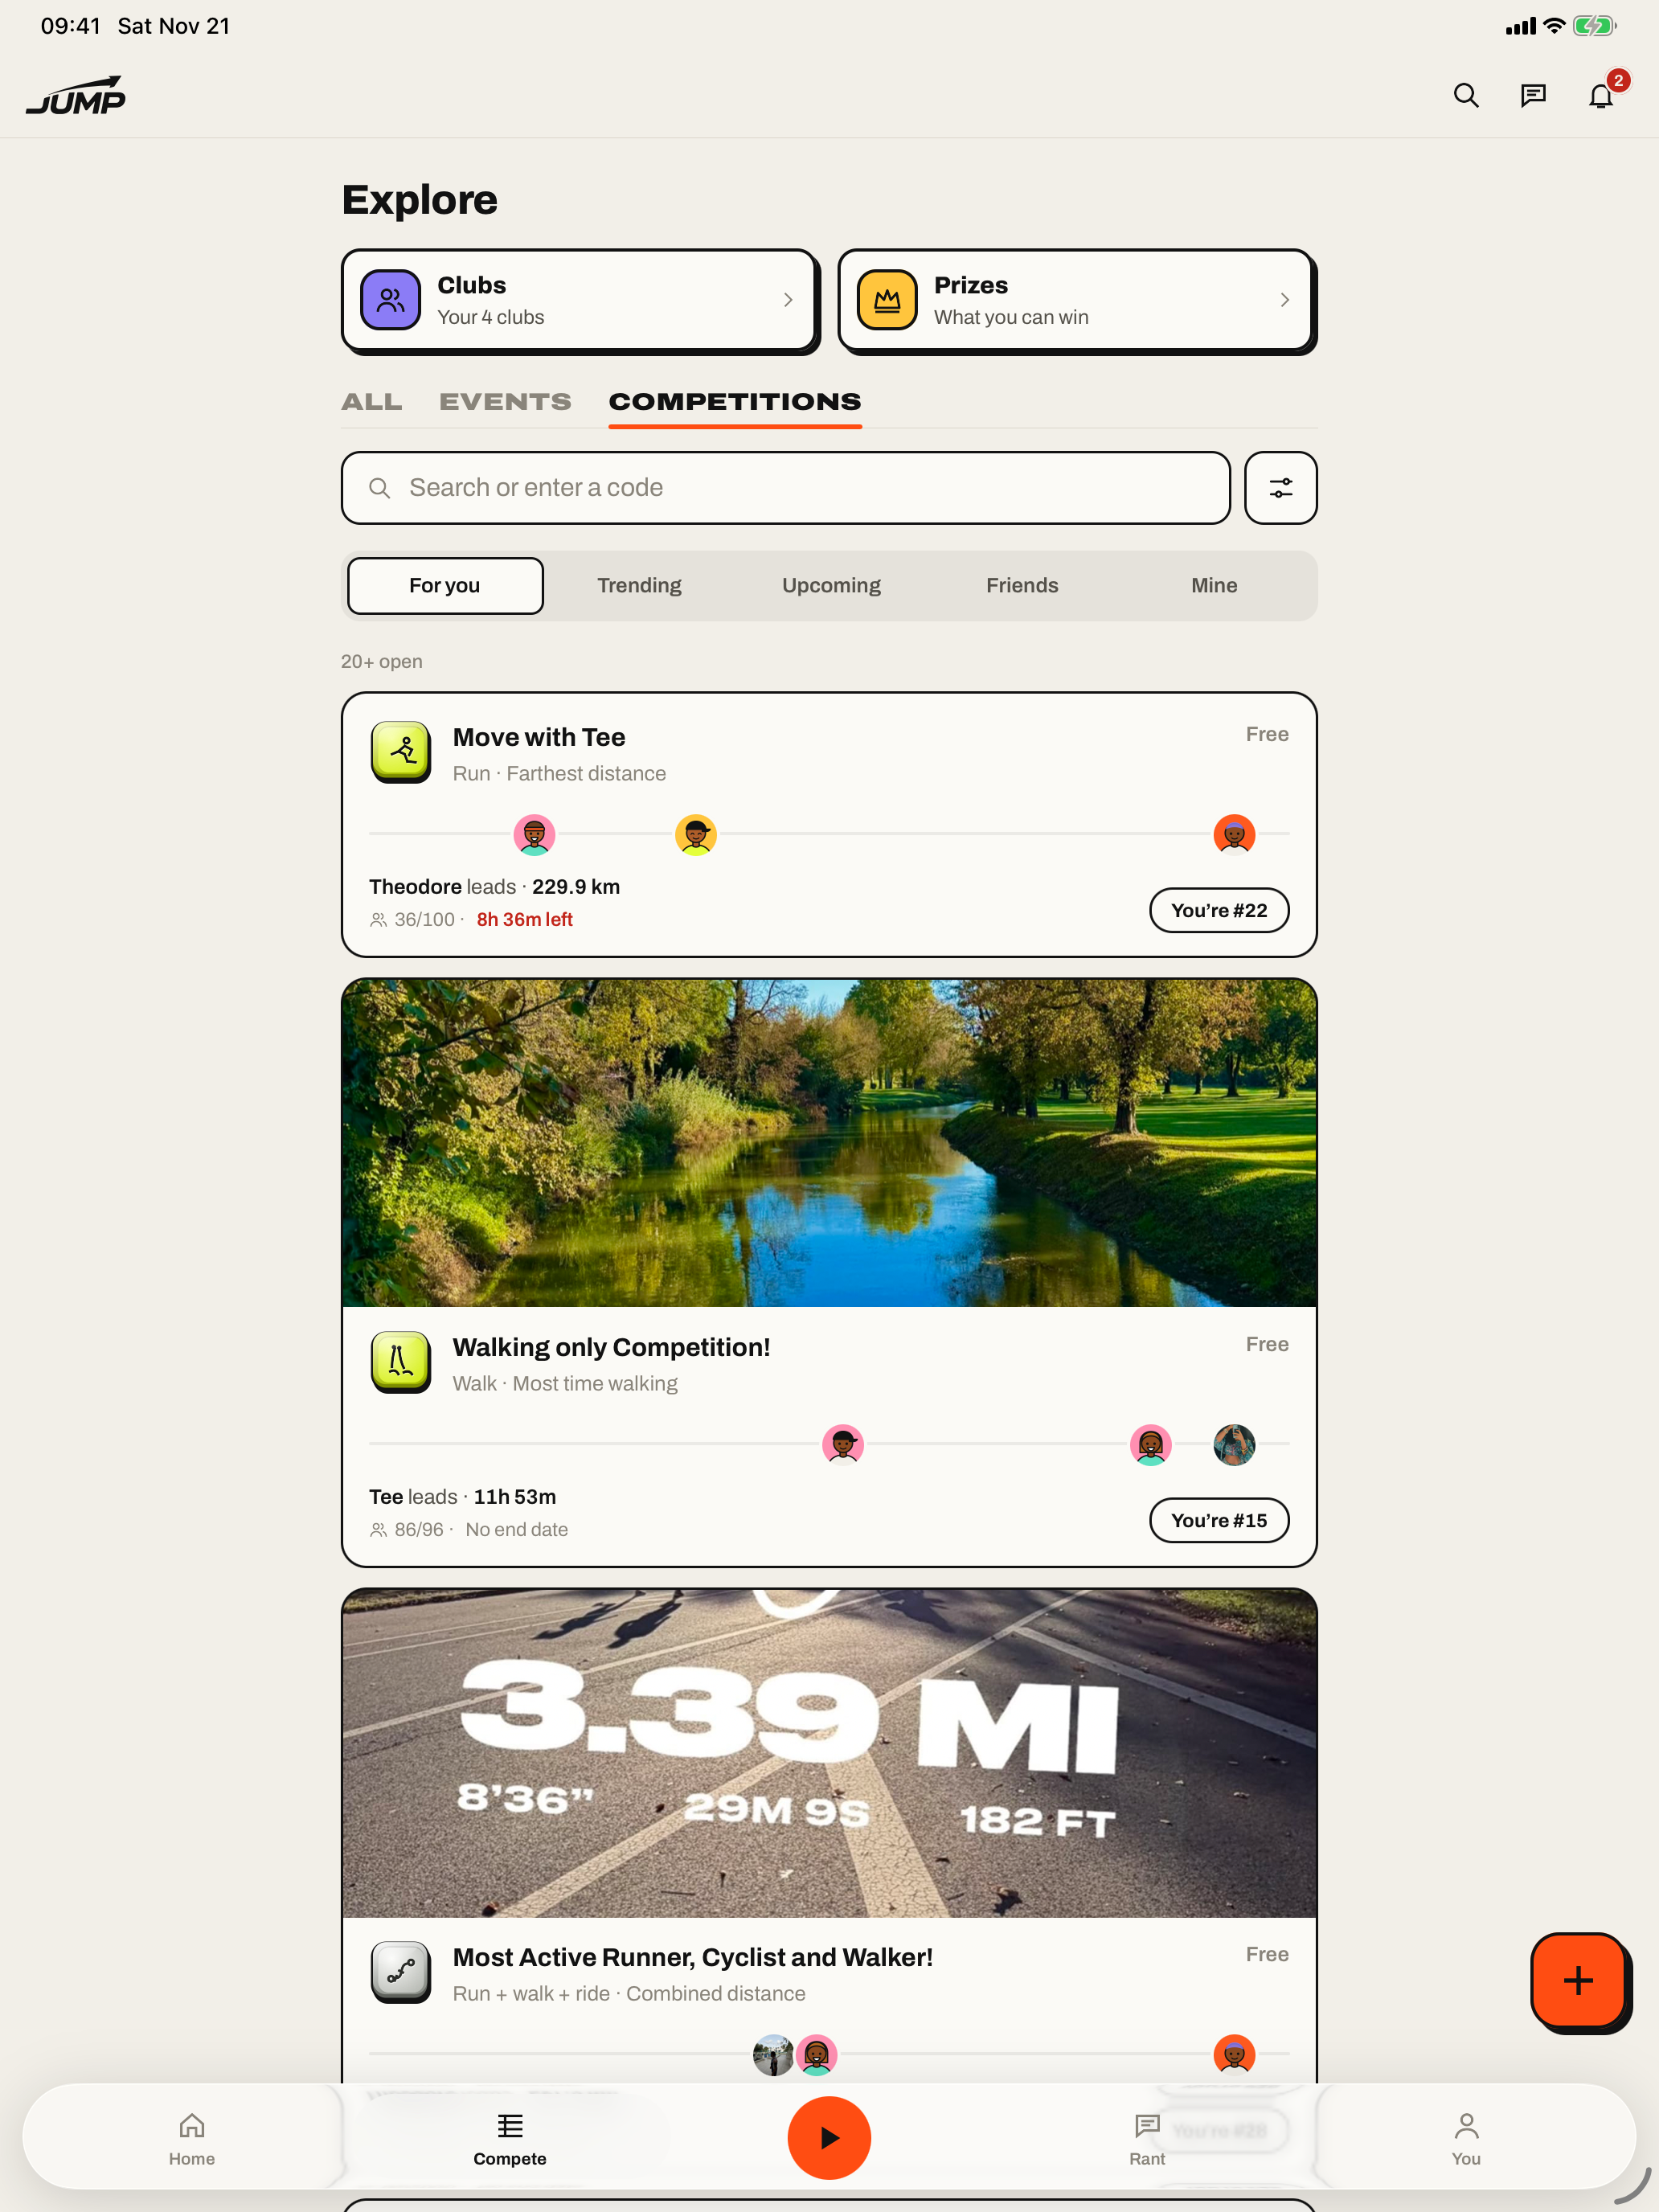 09:41 Sat Nov 21
JUMP
2
Explore
Clubs
Your 4 clubs
Prizes
What you can win
ALL EVENTS COMPETITIONS
Search or enter a code
For you Trending Upcoming Friends Mine
20+ open
Move with Tee
Free
Run · Farthest distance
Theodore leads · 229.9 km
36/100 · 8h 36m left
You’re #22
Walking only Competition!
Free
Walk · Most time walking
Tee leads · 11h 53m
86/96 · No end date
You’re #15
3.39 MI
8’36” 29M 9S 182 FT
Most Active Runner, Cyclist and Walker!
Free
Run + walk + ride · Combined distance
Home
Compete
Rant
You